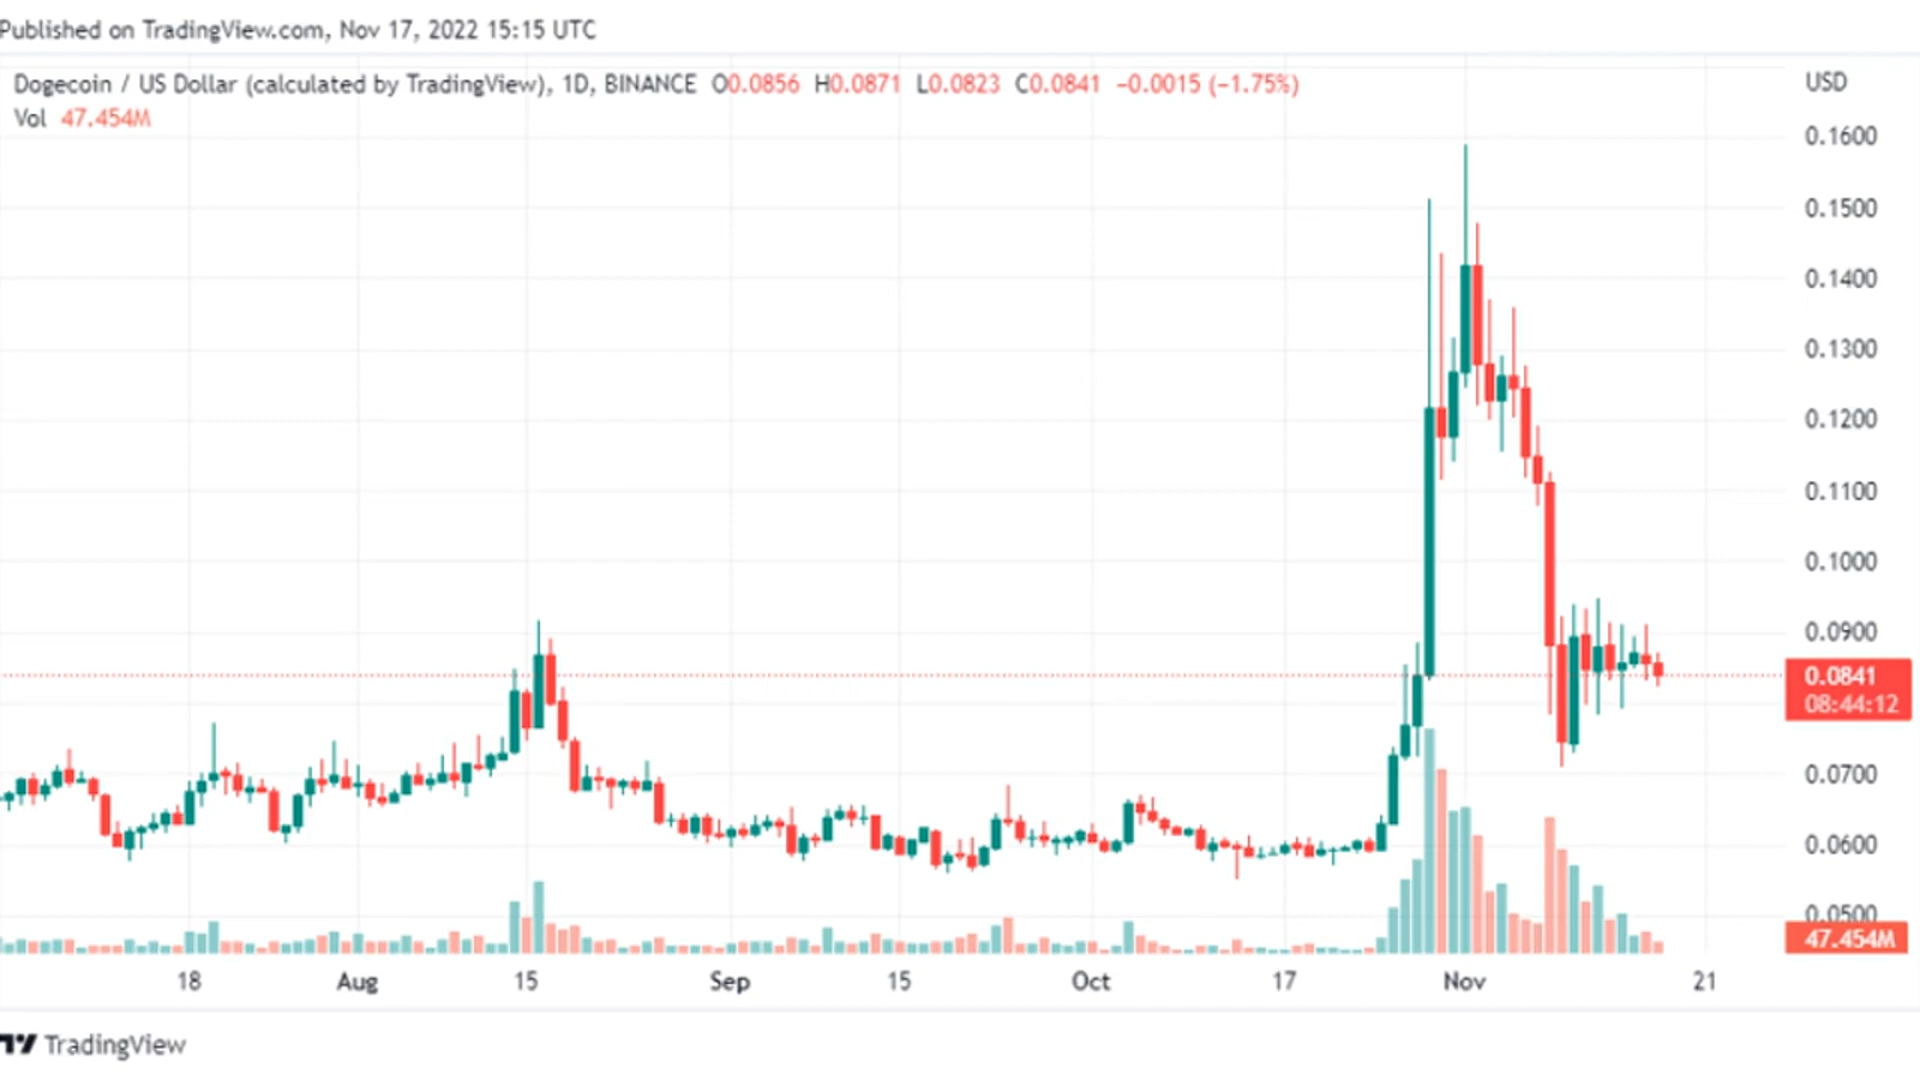 Published on TradingView.com, Nov 17, 2022 15:15 UTC
Dogecoin / US Dollar (calculated by TradingView), 1D, BINANCE O0.0856 H0.0871 L0.0823 C0.0841 −0.0015 (−1.75%)
Vol 47.454M
USD
0.1600
0.1500
0.1400
0.1300
0.1200
0.1100
0.1000
0.0900
0.0841
08:44:12
0.0700
0.0600
0.0500
47.454M
18 Aug 15 Sep 15 Oct 17 Nov 21
TradingView